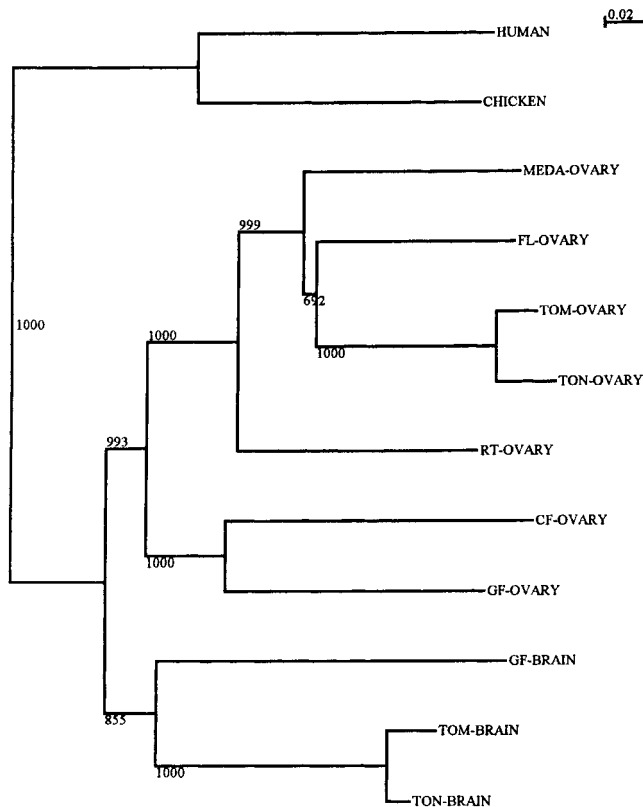 0.02
HUMAN
CHICKEN
MEDA-OVARY
999
FL-OVARY
692
TOM-OVARY
1000
1000
1000
TON-OVARY
993
RT-OVARY
CF-OVARY
1000
GF-OVARY
GF-BRAIN
855
TOM-BRAIN
1000
TON-BRAIN